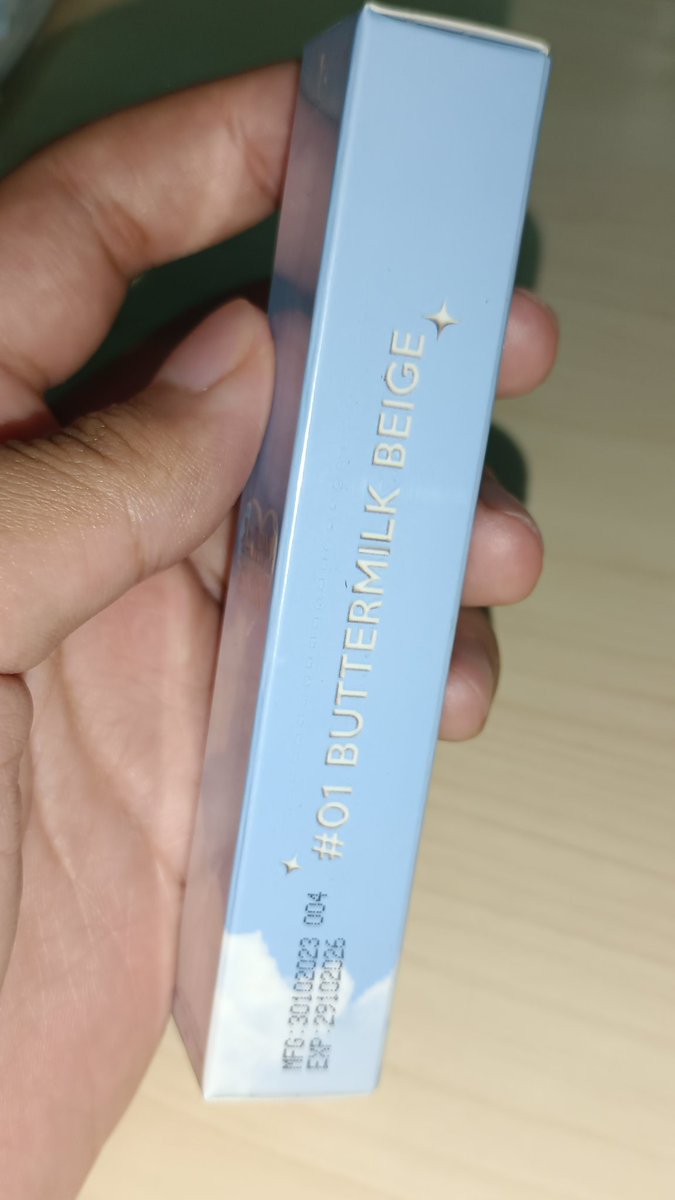 #01 BUTTERMILK BEIGE
MFG:30102023 004
EXP:29102026